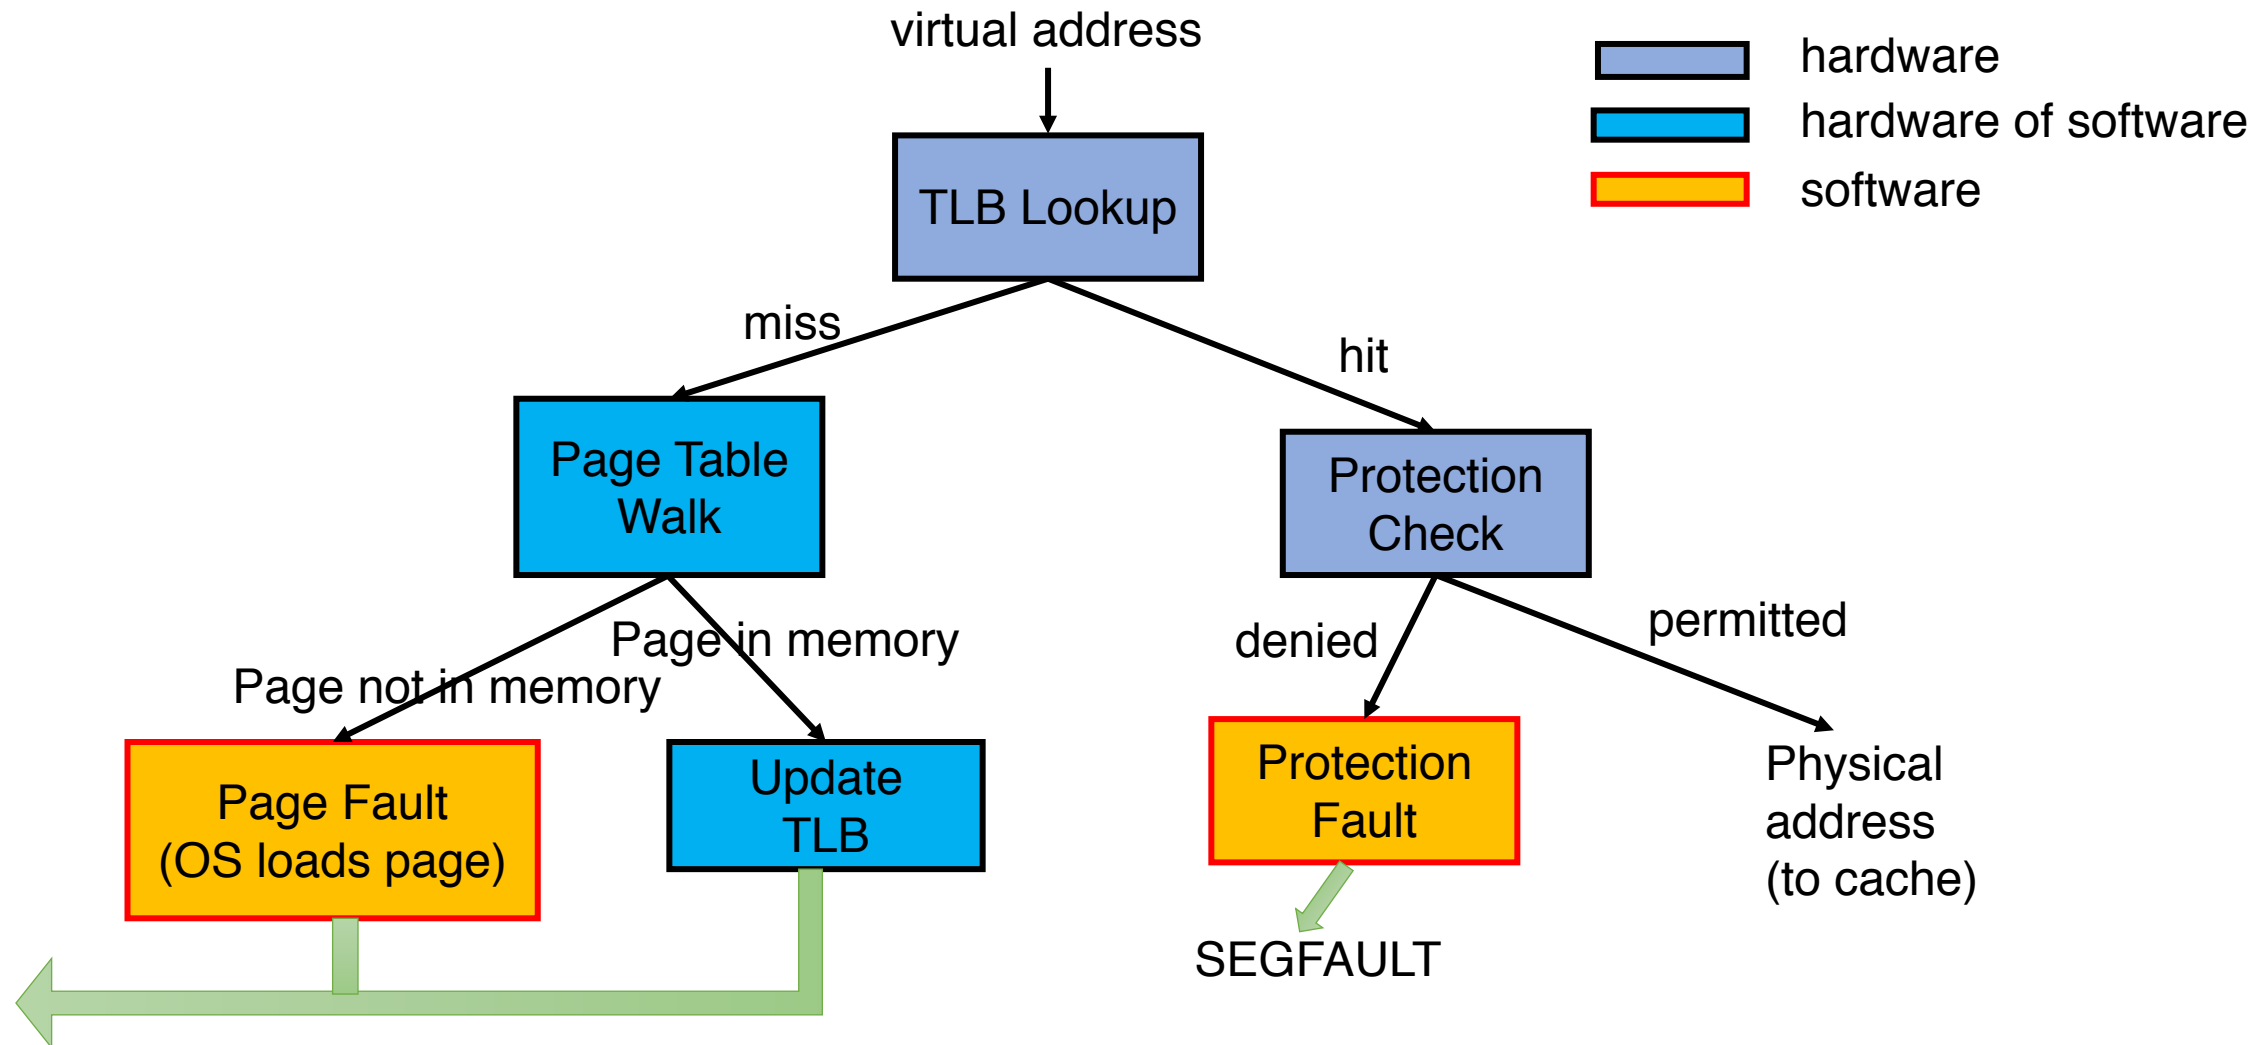 virtual address
hardware
hardware of software
software
TLB Lookup
miss
hit
Page Table
Walk
Protection
Check
Page in memory
Page not in memory
denied
permitted
Page Fault
(OS loads page)
Update
TLB
Protection
Fault
Physical
address
(to cache)
SEGFAULT